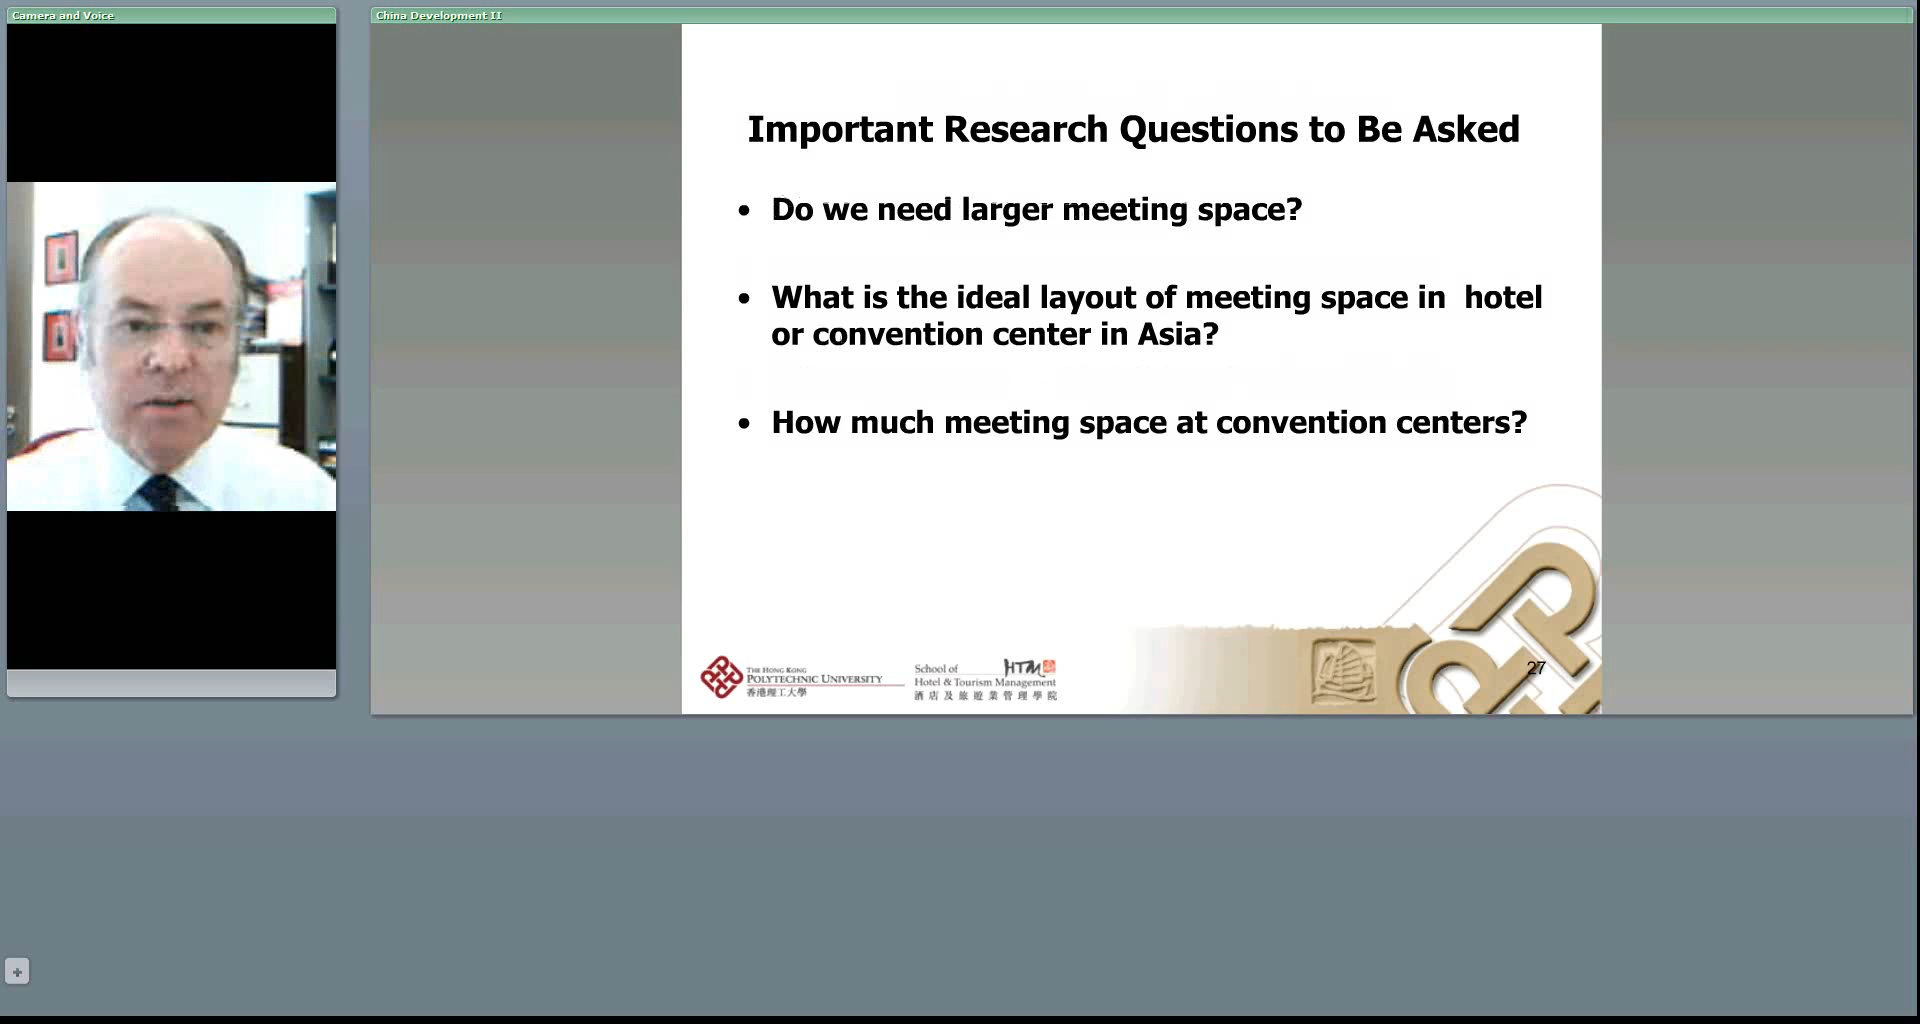 Camera and Voice
China Development II
Important Research Questions to Be Asked
• Do we need larger meeting space?
• What is the ideal layout of meeting space in hotel
or convention center in Asia?
• How much meeting space at convention centers?
THE HONG KONG
POLYTECHNIC UNIVERSITY
香港理工大學
School of HTM
Hotel & Tourism Management
酒店及旅遊業管理學院
27